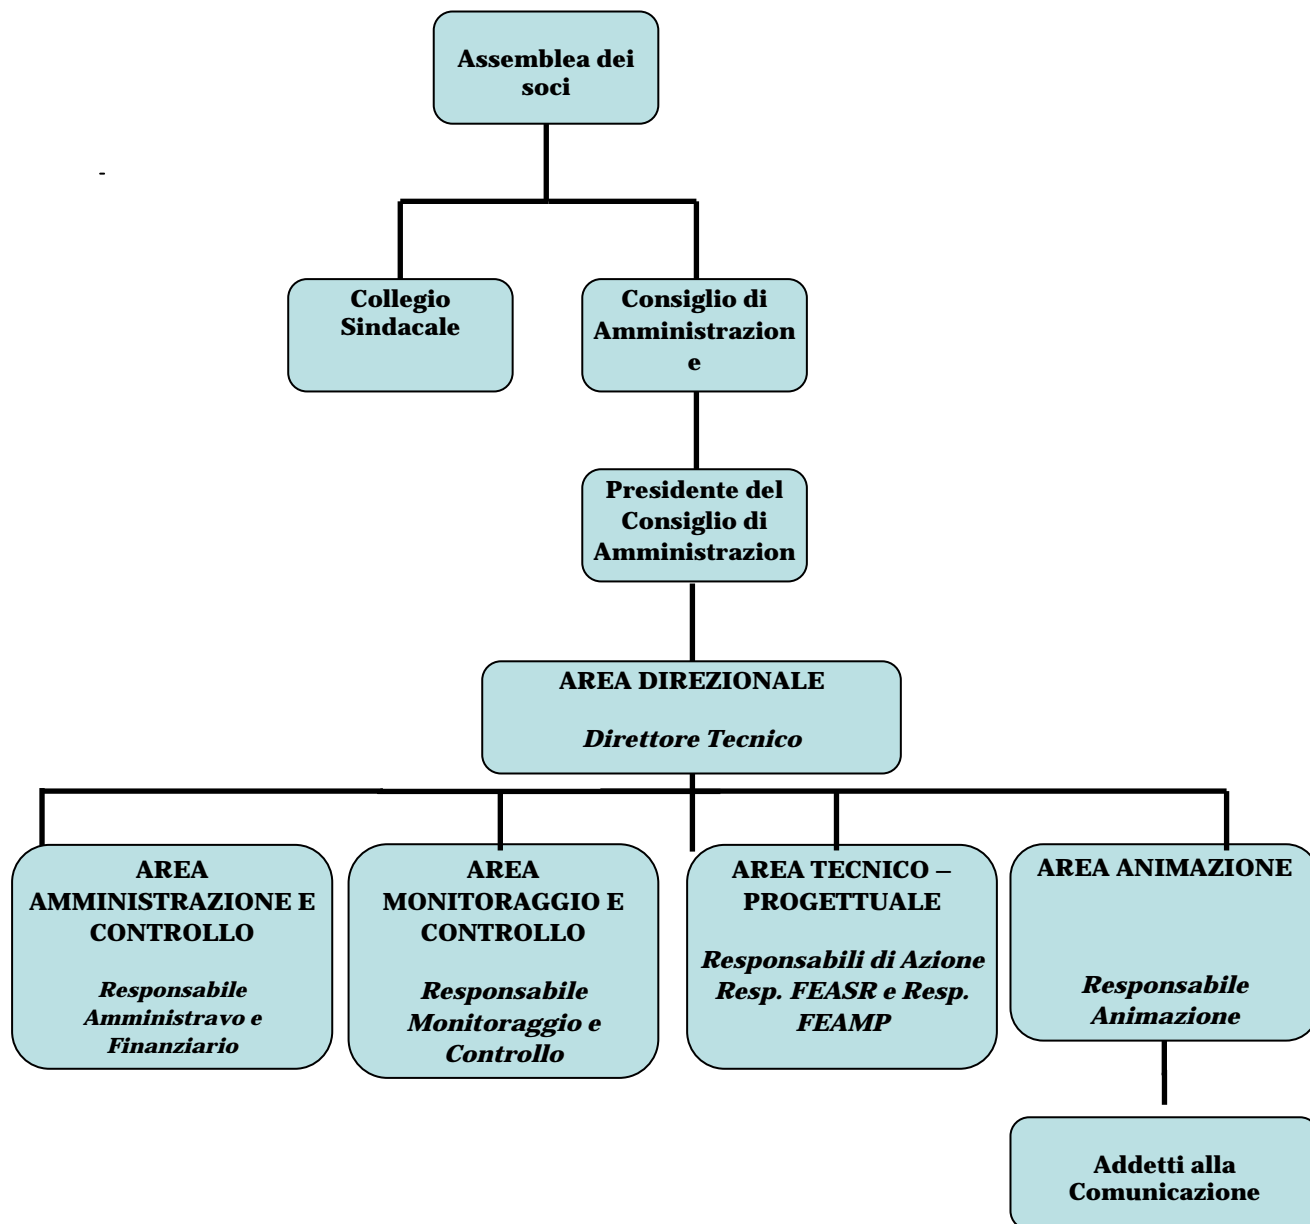 Assemblea dei
soci
-
Collegio
Sindacale
Consiglio di
Amministrazion
e
Presidente del
Consiglio di
Amministrazion
AREA DIREZIONALE
Direttore Tecnico
AREA
AMMINISTRAZIONE E
CONTROLLO
Responsabile
Amministravo e
Finanziario
AREA
MONITORAGGIO E
CONTROLLO
Responsabile
Monitoraggio e
Controllo
AREA TECNICO –
PROGETTUALE
Responsabili di Azione
Resp. FEASR e Resp.
FEAMP
AREA ANIMAZIONE
Responsabile
Animazione
Addetti alla
Comunicazione